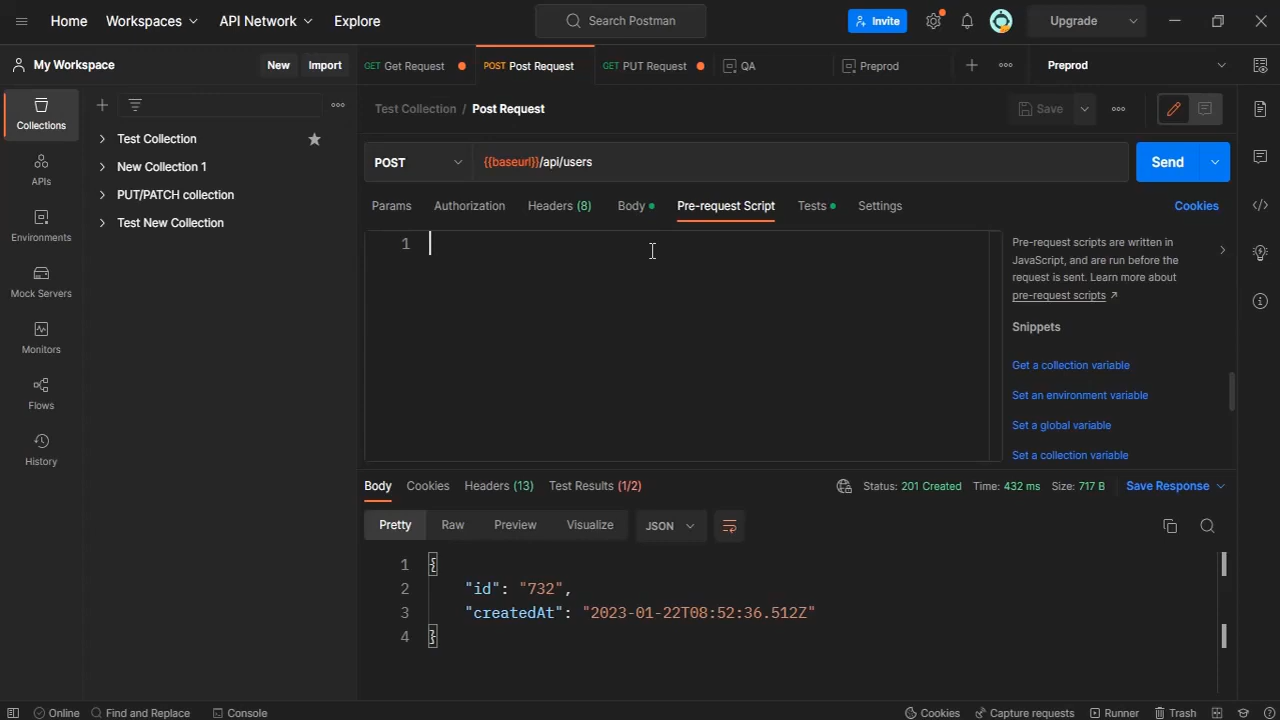 Home Workspaces API Network Explore Search Postman Invite Upgrade
My Workspace New Import GET Get Request POST Post Request GET PUT Request QA Preprod Preprod
Test Collection / Post Request Save
Collections
APIs
Environments
Mock Servers
Monitors
Flows
History
Test Collection
New Collection 1
PUT/PATCH collection
Test New Collection
POST {{baseurl}}/api/users Send
Params Authorization Headers (8) Body Pre-request Script Tests Settings Cookies
1
Pre-request scripts are written in
JavaScript, and are run before the
request is sent. Learn more about
pre-request scripts ↗
Snippets
Get a collection variable
Set an environment variable
Set a global variable
Set a collection variable
Body Cookies Headers (13) Test Results (1/2) Status: 201 Created Time: 432 ms Size: 717 B Save Response
Pretty Raw Preview Visualize JSON
1 {
2 "id": "732",
3 "createdAt": "2023-01-22T08:52:36.512Z"
4 }
Online Find and Replace Console Cookies Capture requests Runner Trash